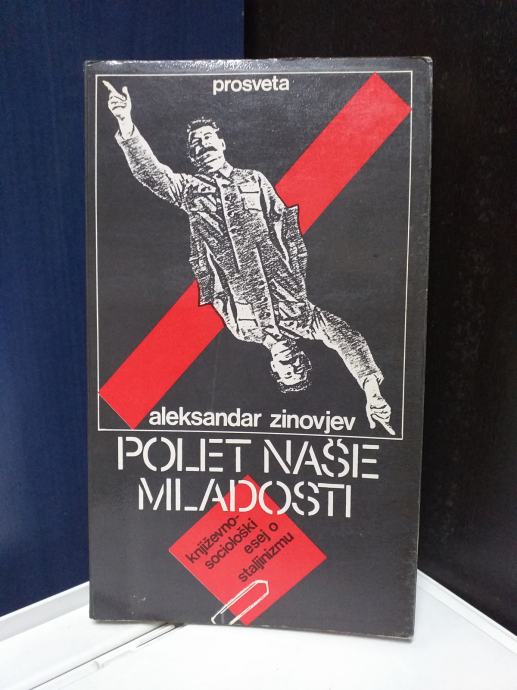 prosveta
aleksandar zinovjev
POLET NAŠE
MLADOSTI
književno-
sociološki
esej o
staljinizmu